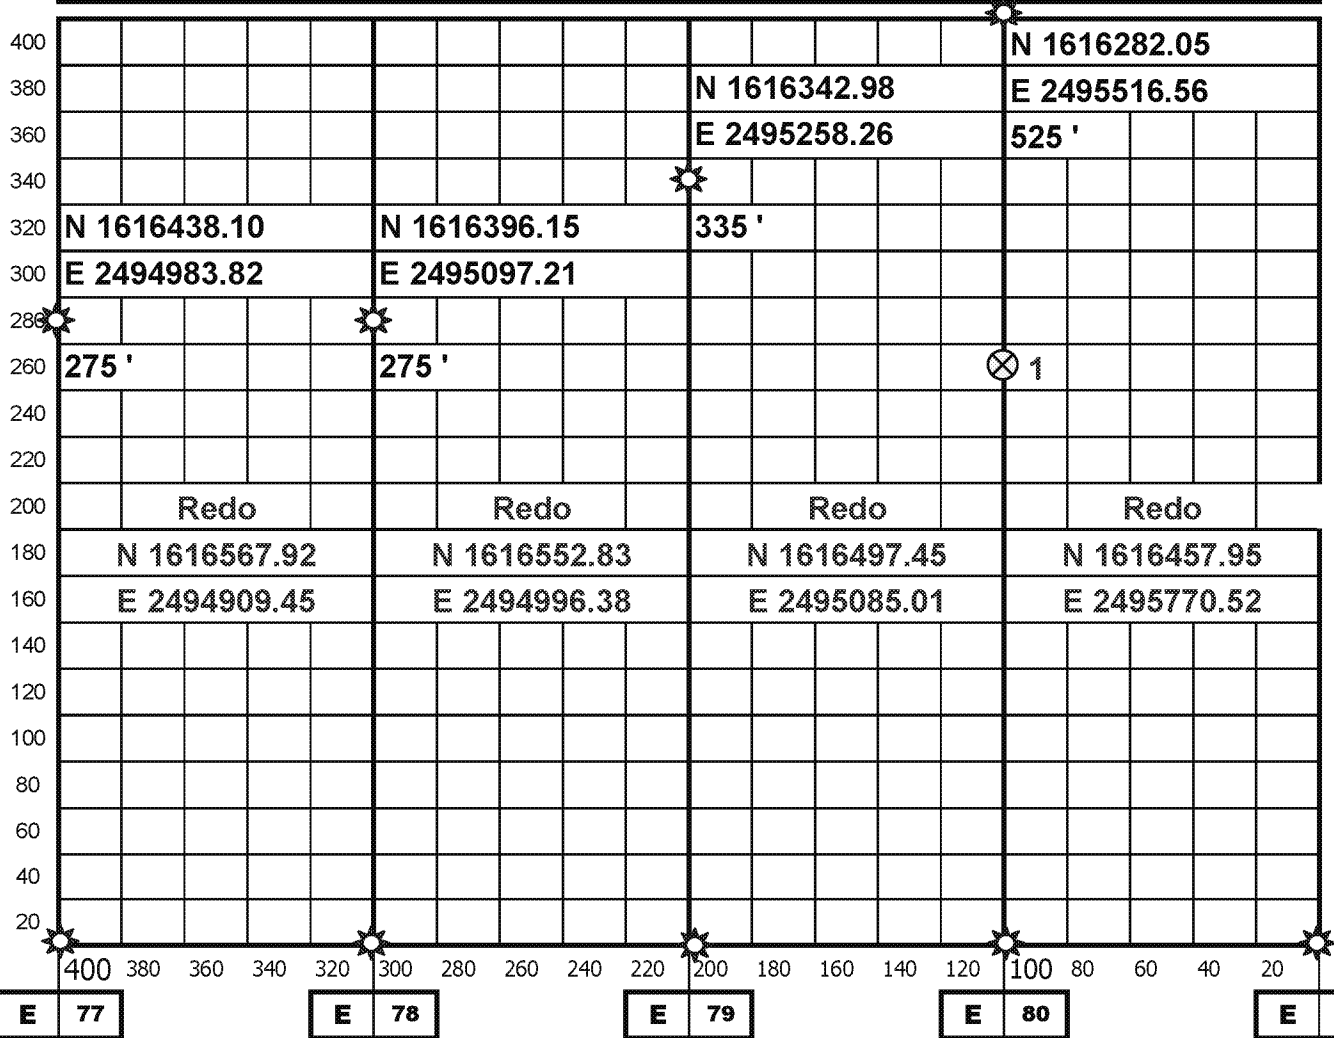 400
N 1616282.05
380
N 1616342.98
E 2495516.56
360
E 2495258.26
525 '
340
320
N 1616438.10
N 1616396.15
335 '
300
E 2494983.82
E 2495097.21
280
260
275 '
275 '
1
240
220
200
Redo
Redo
Redo
Redo
180
N 1616567.92
N 1616552.83
N 1616497.45
N 1616457.95
160
E 2494909.45
E 2494996.38
E 2495085.01
E 2495770.52
140
120
100
80
60
40
20
400 380 360 340 320 300 280 260 240 220 200 180 160 140 120 100 80 60 40 20
E 77
E 78
E 79
E 80
E